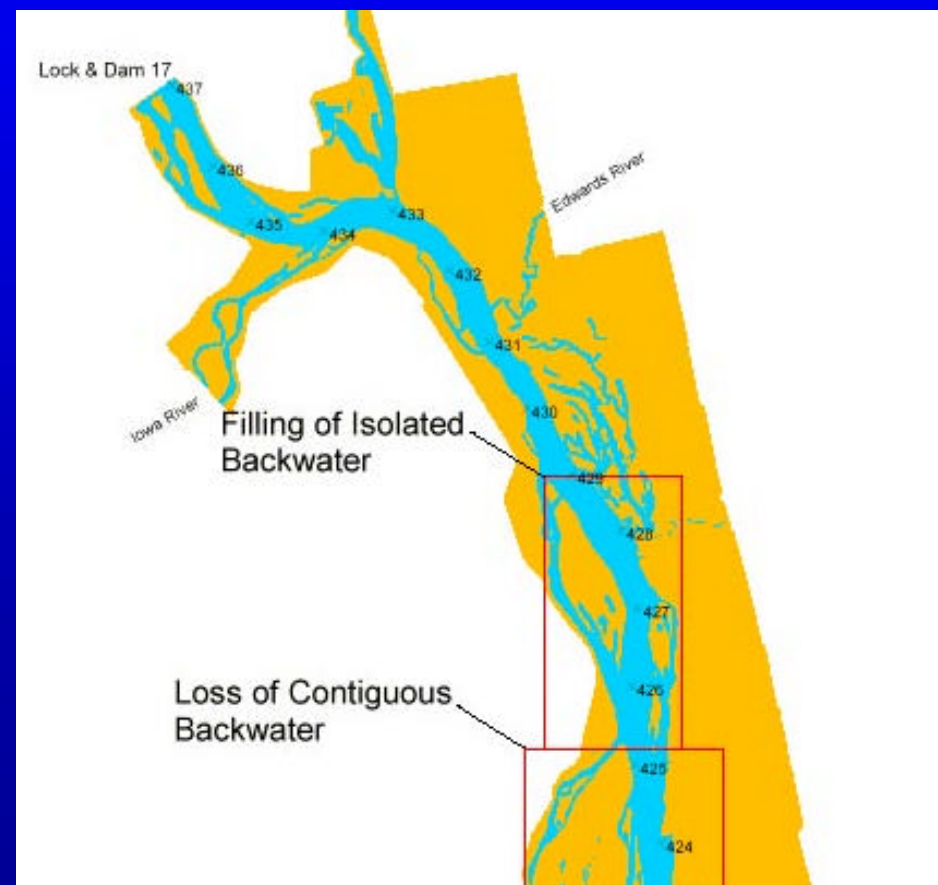 Lock & Dam 17
437
436
Edwards River
433
435
434
432
431
Iowa River
430
Filling of Isolated
Backwater
429
428
427
Loss of Contiguous
Backwater
426
425
424